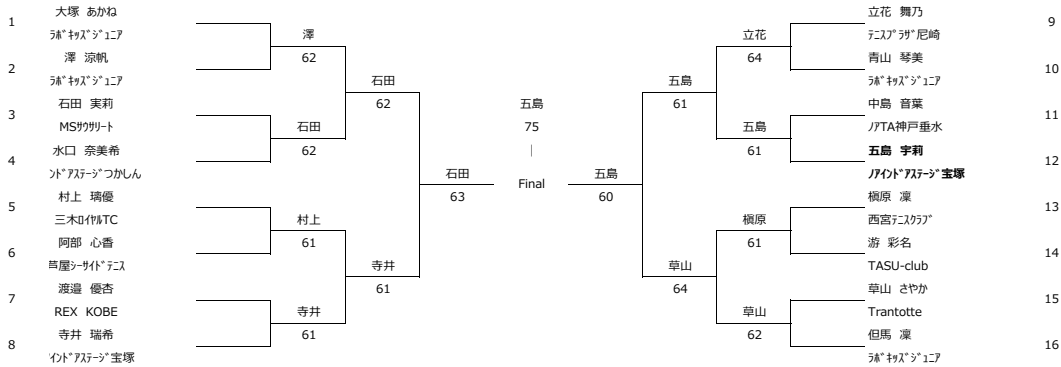 1
大塚 あかね
ﾗﾎﾞｷｯｽﾞｼﾞｭﾆｱ
2
澤 涼帆
ﾗﾎﾞｷｯｽﾞｼﾞｭﾆｱ
3
石田 実莉
MSｻｳｻﾘｰﾄ
4
水口 奈美希
ﾝﾄﾞｱｽﾃｰｼﾞつかしん
5
村上 璃優
三木ﾛｲﾔﾙTC
6
阿部 心香
芦屋ｼｰｻｲﾄﾞﾃﾆｽ
7
渡邉 優杏
REX KOBE
8
寺井 瑞希
ｲﾝﾄﾞｱｽﾃｰｼﾞ宝塚
澤
62
石田
62
村上
61
寺井
61
石田
62
寺井
61
石田
63
五島
75
｜
Final
五島
60
五島
61
草山
64
立花
64
五島
61
槇原
61
草山
62
立花 舞乃
ﾃﾆｽﾌﾟﾗｻﾞ尼崎
9
青山 琴美
ﾗﾎﾞｷｯｽﾞｼﾞｭﾆｱ
10
中島 音葉
ﾉｱTA神戸垂水
11
五島 宇莉
ﾉｱｲﾝﾄﾞｱｽﾃｰｼﾞ宝塚
12
槇原 凜
西宮ﾃﾆｽｸﾗﾌﾞ
13
游 彩名
TASU-club
14
草山 さやか
Trantotte
15
但馬 凜
ﾗﾎﾞｷｯｽﾞｼﾞｭﾆｱ
16